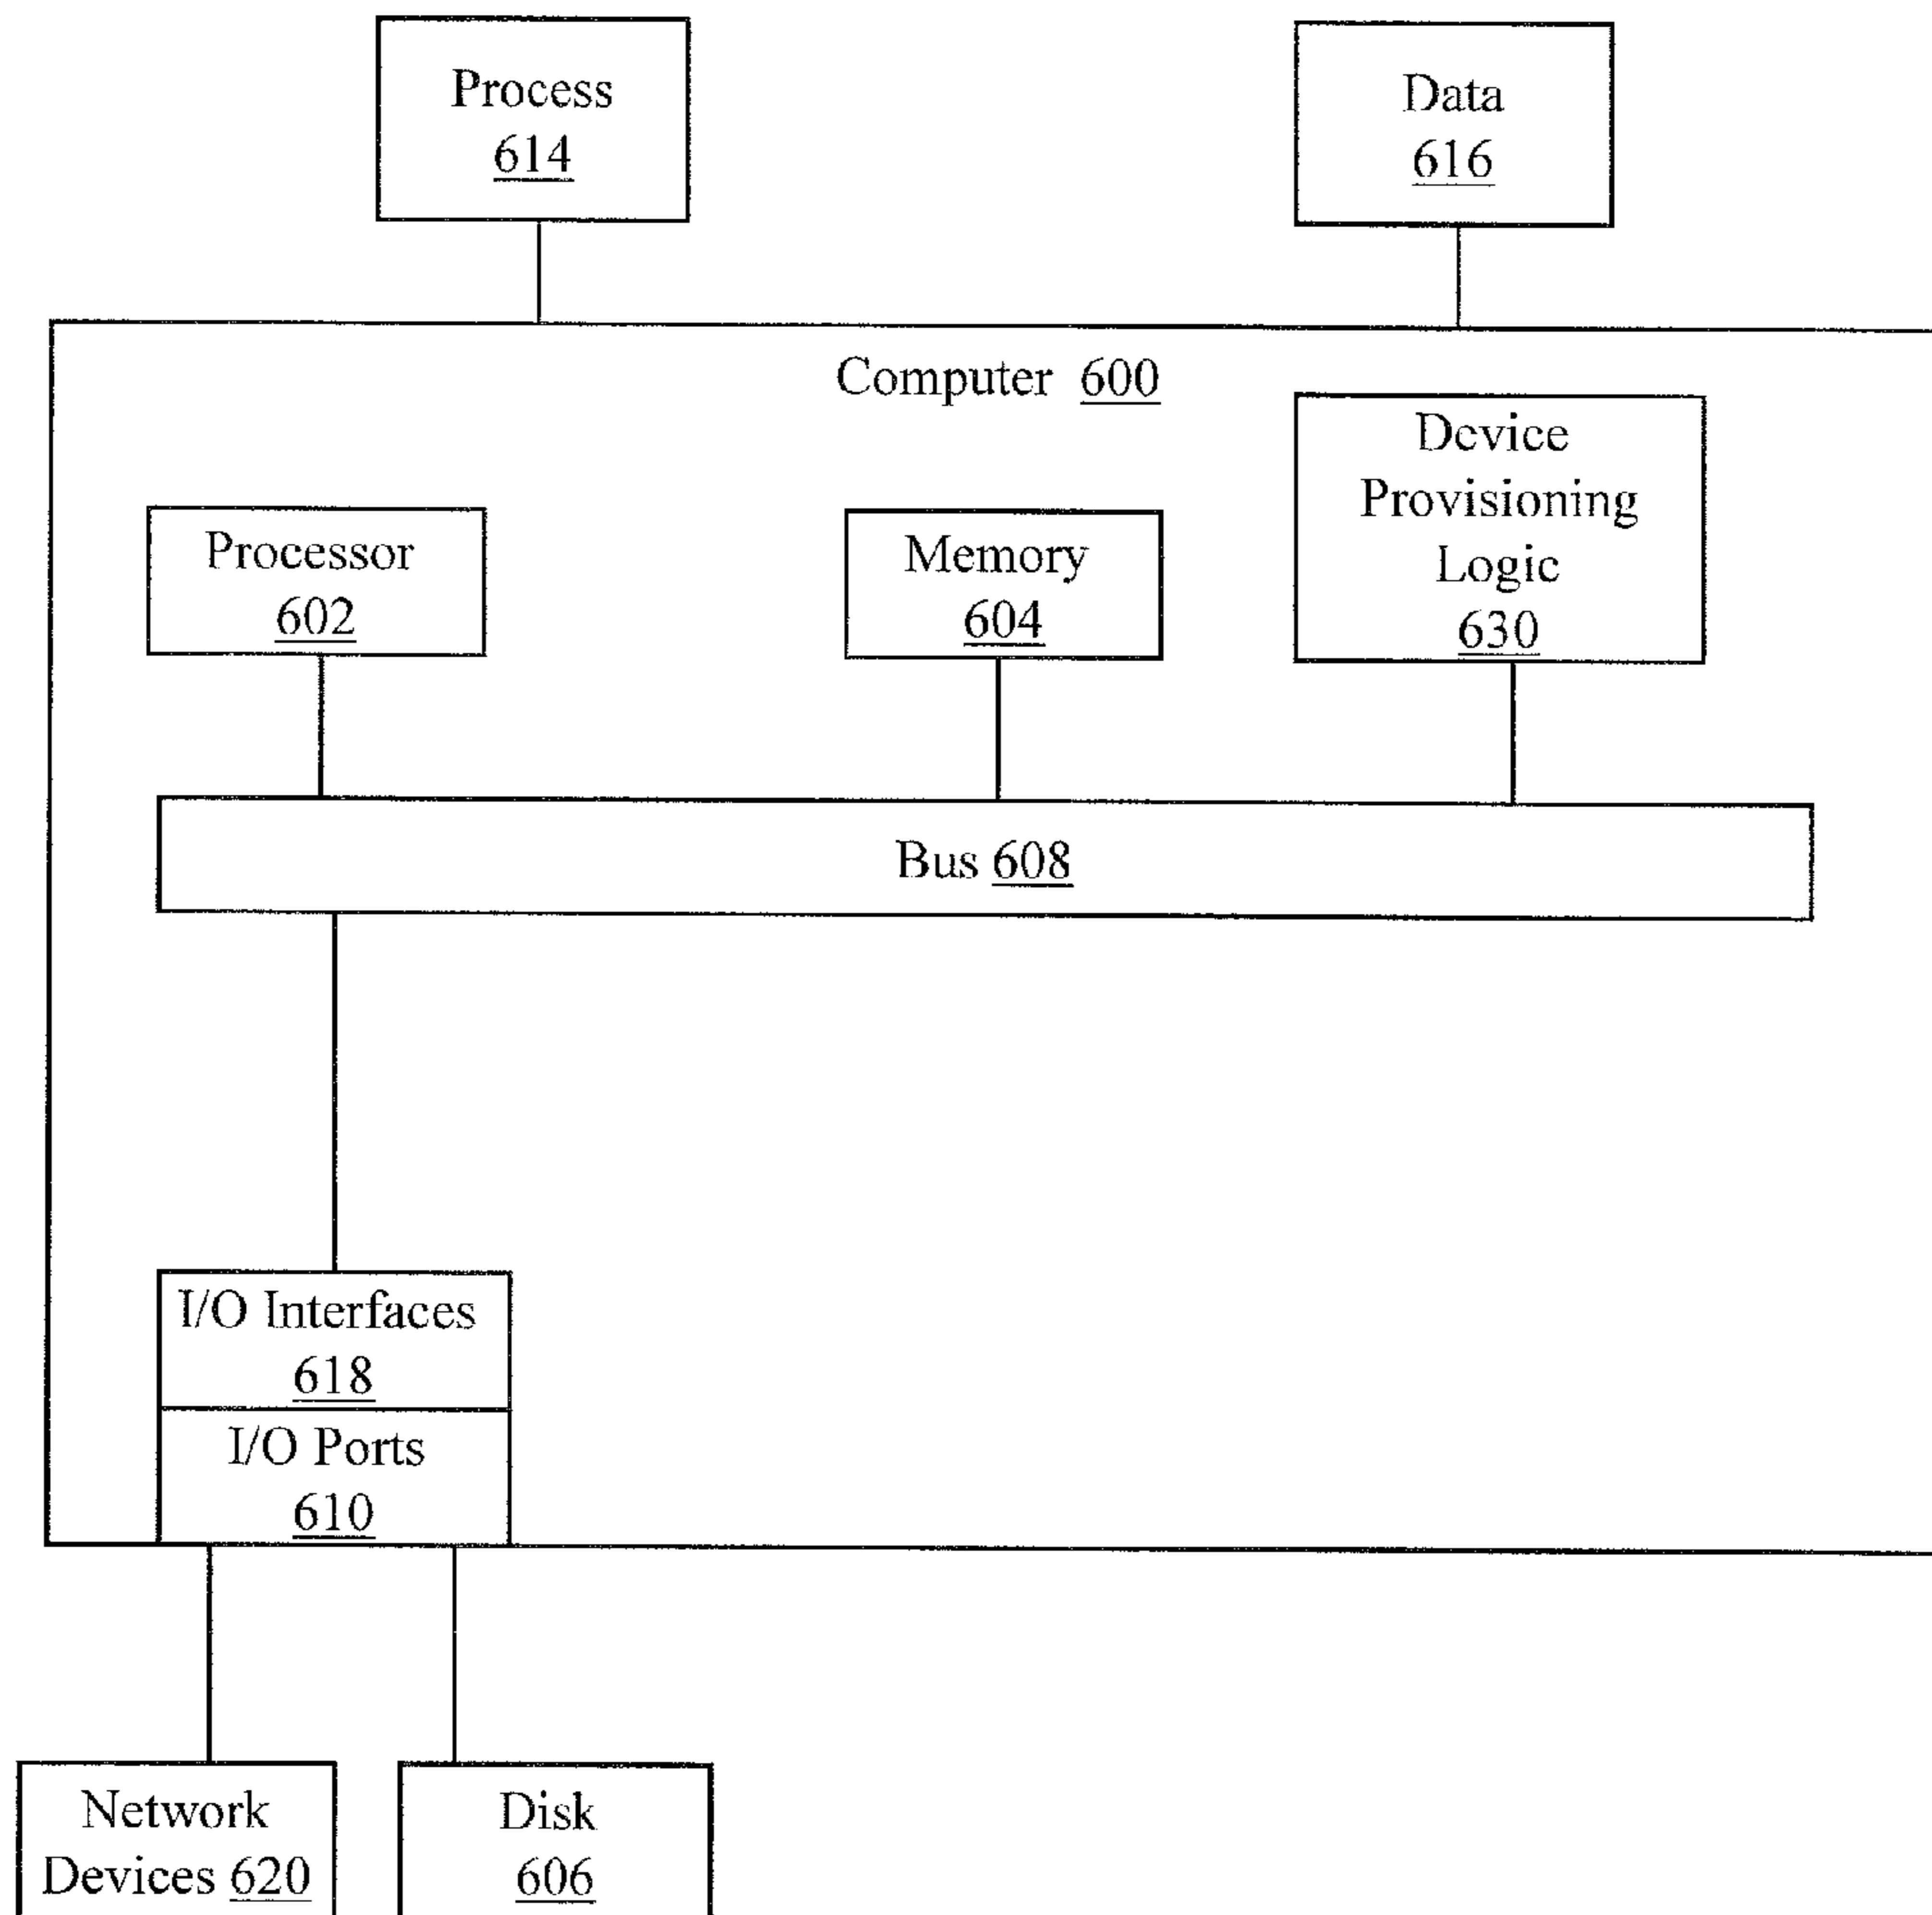 Process
614
Data
616
Computer 600
Processor
602
Memory
604
Device
Provisioning
Logic
630
Bus 608
I/O Interfaces
618
I/O Ports
610
Network
Devices 620
Disk
606